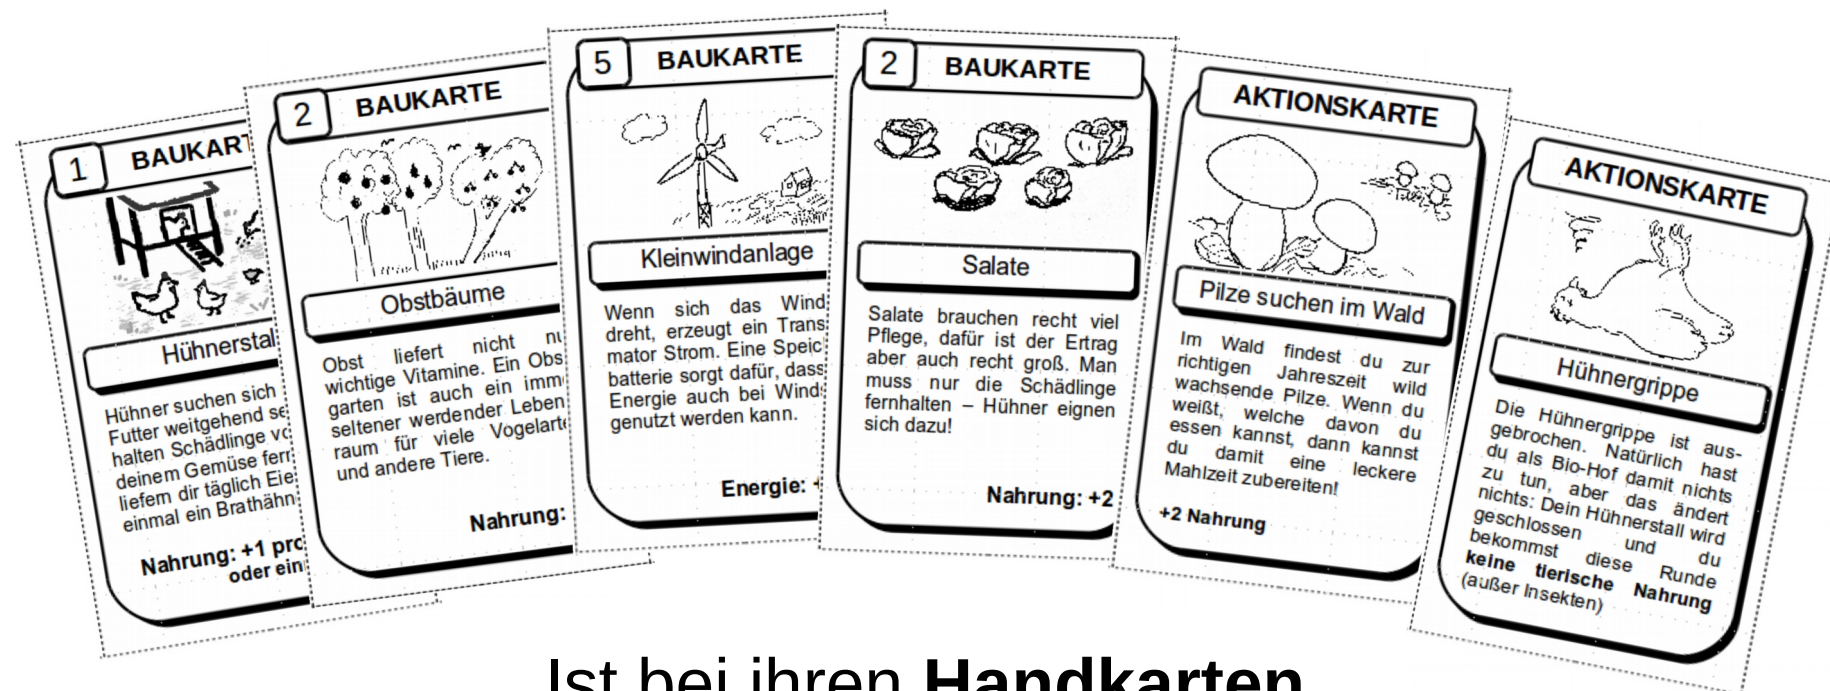 1
BAUKART
Hühnerstal
Hühner suchen sich
Futter weitgehend se
halten Schädlinge vo
deinem Gemüse fern
liefern dir täglich Eie
einmal ein Brathähn
Nahrung: +1 pro
oder ein
2
BAUKARTE
Obstbäume
Obst liefert nicht nu
wichtige Vitamine. Ein Obs
garten ist auch ein imm
seltener werdender Leben
raum für viele Vogelarte
und andere Tiere.
Nahrung:
5
BAUKARTE
Kleinwindanlage
Wenn sich das Wind
dreht, erzeugt ein Trans
mator Strom. Eine Speic
batterie sorgt dafür, dass
Energie auch bei Winds
genutzt werden kann.
Energie: +
2
BAUKARTE
Salate
Salate brauchen recht viel
Pflege, dafür ist der Ertrag
aber auch recht groß. Man
muss nur die Schädlinge
fernhalten – Hühner eignen
sich dazu!
Nahrung: +2
AKTIONSKARTE
Pilze suchen im Wald
Im Wald findest du zur
richtigen Jahreszeit wild
wachsende Pilze. Wenn du
weißt, welche davon du
essen kannst, dann kannst
du damit eine leckere
Mahlzeit zubereiten!
+2 Nahrung
AKTIONSKARTE
Hühnergrippe
Die Hühnergrippe ist aus-
gebrochen. Natürlich hast
du als Bio-Hof damit nichts
zu tun, aber das ändert
nichts: Dein Hühnerstall wird
geschlossen und du
bekommst diese Runde
keine tierische Nahrung
(außer Insekten)
Ist bei ihren Handkarten